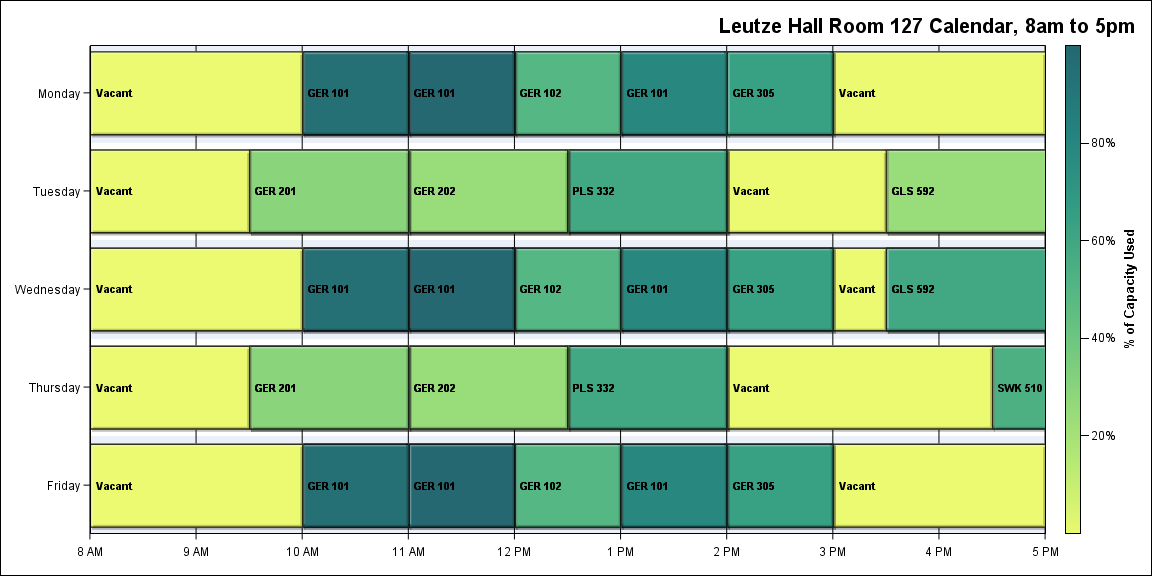 Leutze Hall Room 127 Calendar, 8am to 5pm
Monday
Vacant
GER 101
GER 101
GER 102
GER 101
GER 305
Vacant
Tuesday
Vacant
GER 201
GER 202
PLS 332
Vacant
GLS 592
Wednesday
Vacant
GER 101
GER 101
GER 102
GER 101
GER 305
Vacant
GLS 592
Thursday
Vacant
GER 201
GER 202
PLS 332
Vacant
SWK 510
Friday
Vacant
GER 101
GER 101
GER 102
GER 101
GER 305
Vacant
8 AM
9 AM
10 AM
11 AM
12 PM
1 PM
2 PM
3 PM
4 PM
5 PM
80%
60%
40%
20%
% of Capacity Used